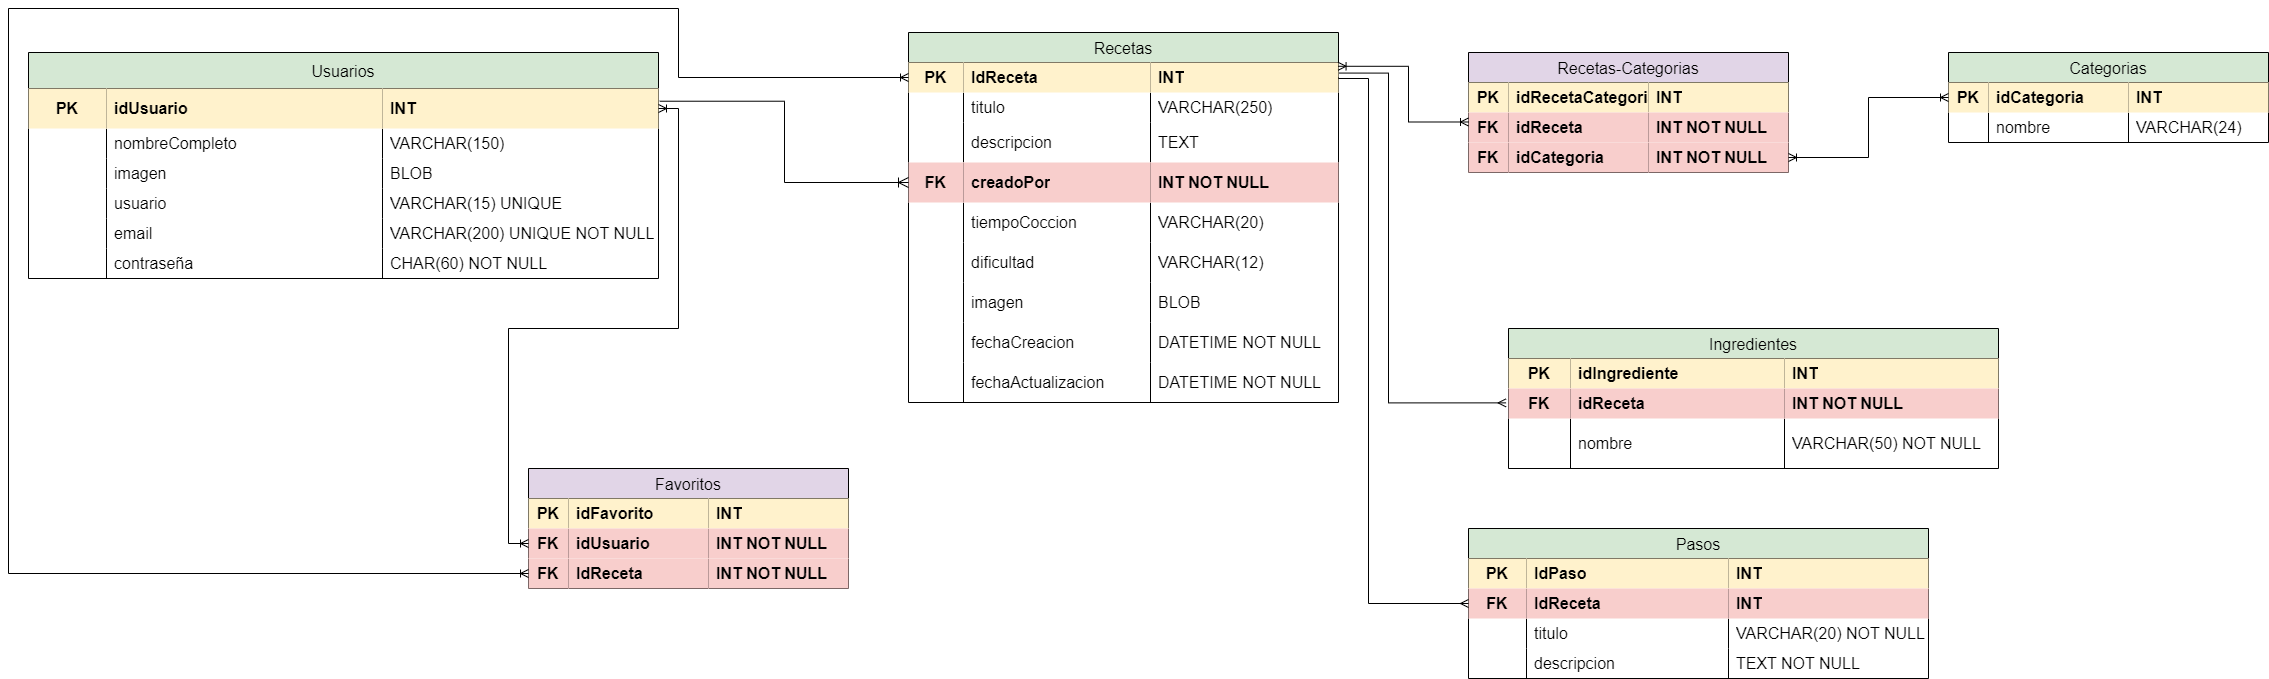 Usuarios
PK idUsuario INT
nombreCompleto VARCHAR(150)
imagen BLOB
usuario VARCHAR(15) UNIQUE
email VARCHAR(200) UNIQUE NOT NULL
contraseña CHAR(60) NOT NULL
Recetas
PK IdReceta INT
titulo VARCHAR(250)
descripcion TEXT
FK creadoPor INT NOT NULL
tiempoCoccion VARCHAR(20)
dificultad VARCHAR(12)
imagen BLOB
fechaCreacion DATETIME NOT NULL
fechaActualizacion DATETIME NOT NULL
Recetas-Categorias
PK idRecetaCategori INT
FK idReceta INT NOT NULL
FK idCategoria INT NOT NULL
Categorias
PK idCategoria INT
nombre VARCHAR(24)
Ingredientes
PK idIngrediente INT
FK idReceta INT NOT NULL
nombre VARCHAR(50) NOT NULL
Favoritos
PK idFavorito INT
FK idUsuario INT NOT NULL
FK IdReceta INT NOT NULL
Pasos
PK IdPaso INT
FK IdReceta INT
titulo VARCHAR(20) NOT NULL
descripcion TEXT NOT NULL